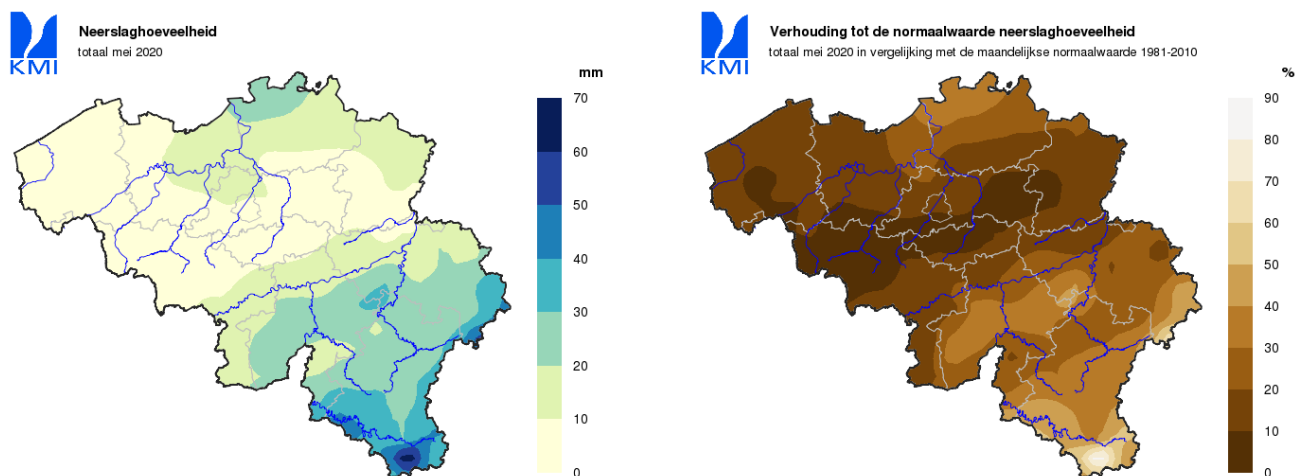 KMI
Neerslaghoeveelheid
totaal mei 2020
mm
70
60
50
40
30
20
10
0
KMI
Verhouding tot de normaalwaarde neerslaghoeveelheid
totaal mei 2020 in vergelijking met de maandelijkse normaalwaarde 1981-2010
%
90
80
70
60
50
40
30
20
10
0